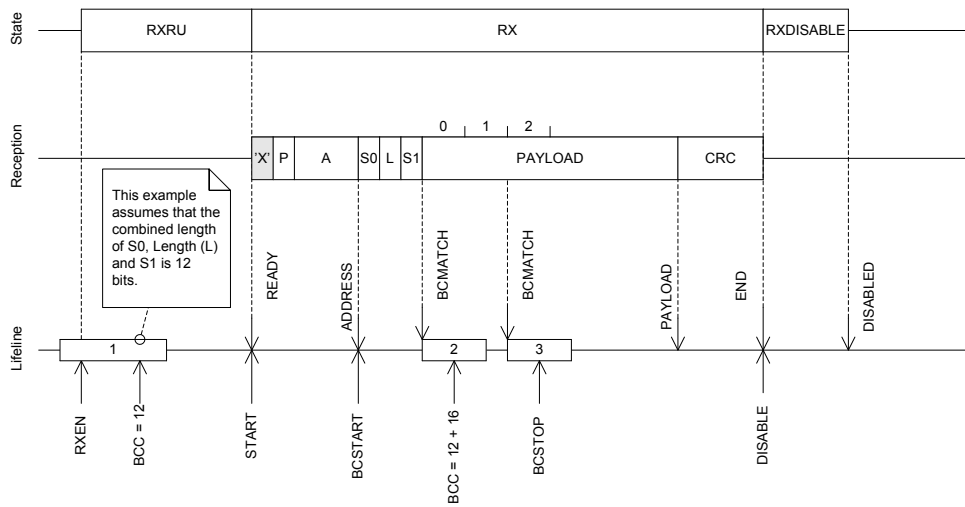 State
RXRU
RX
RXDISABLE
Reception
0
1
2
'X'
P
A
S0
L
S1
PAYLOAD
CRC
This example
assumes that the
combined length
of S0, Length (L)
and S1 is 12
bits.
READY
ADDRESS
BCMATCH
BCMATCH
PAYLOAD
END
DISABLED
Lifeline
1
2
3
RXEN
BCC = 12
START
BCSTART
BCC = 12 + 16
BCSTOP
DISABLE